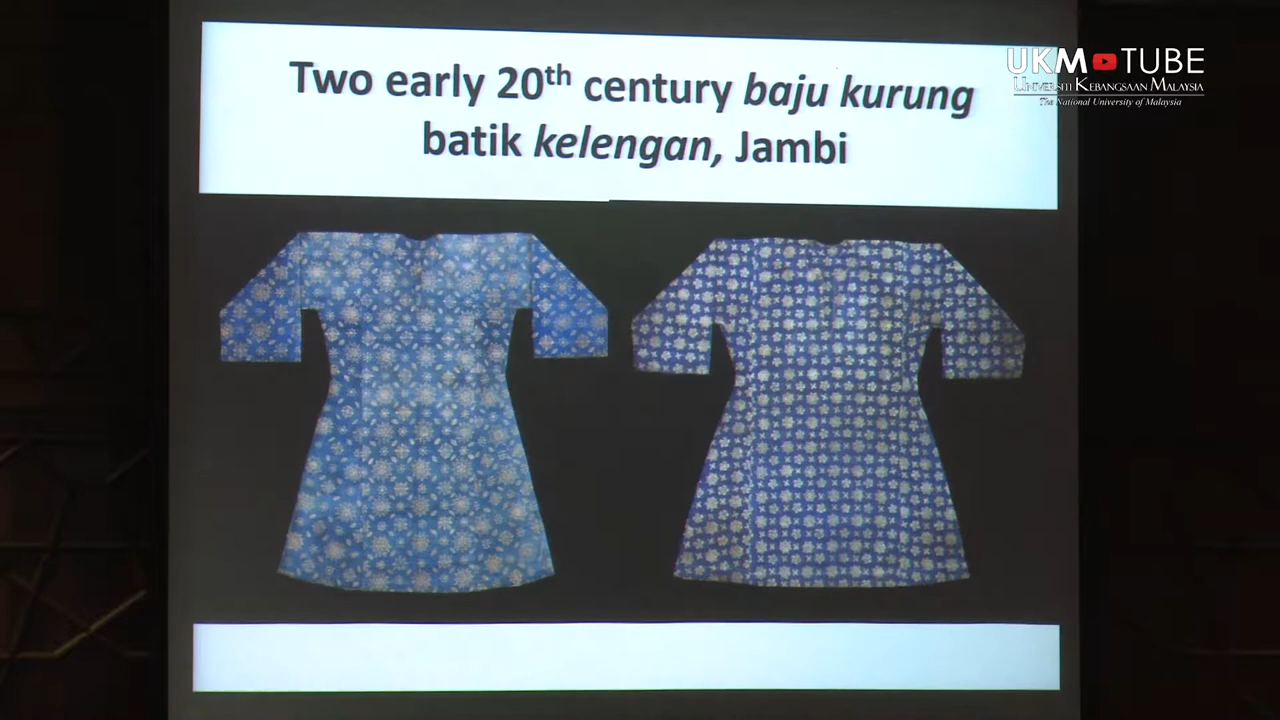 Two early 20th century baju kurung
batik kelengan, Jambi
UKM TUBE
UNIVERSITI KEBANGSAAN MALAYSIA
The National University of Malaysia